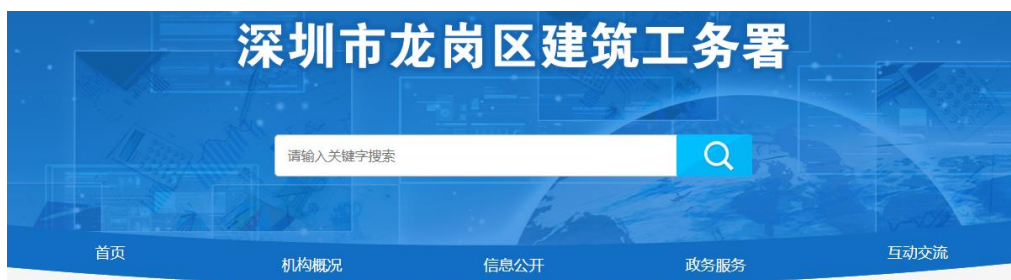 深圳市龙岗区建筑工务署
请输入关键字搜索
首页
机构概况
信息公开
政务服务
互动交流